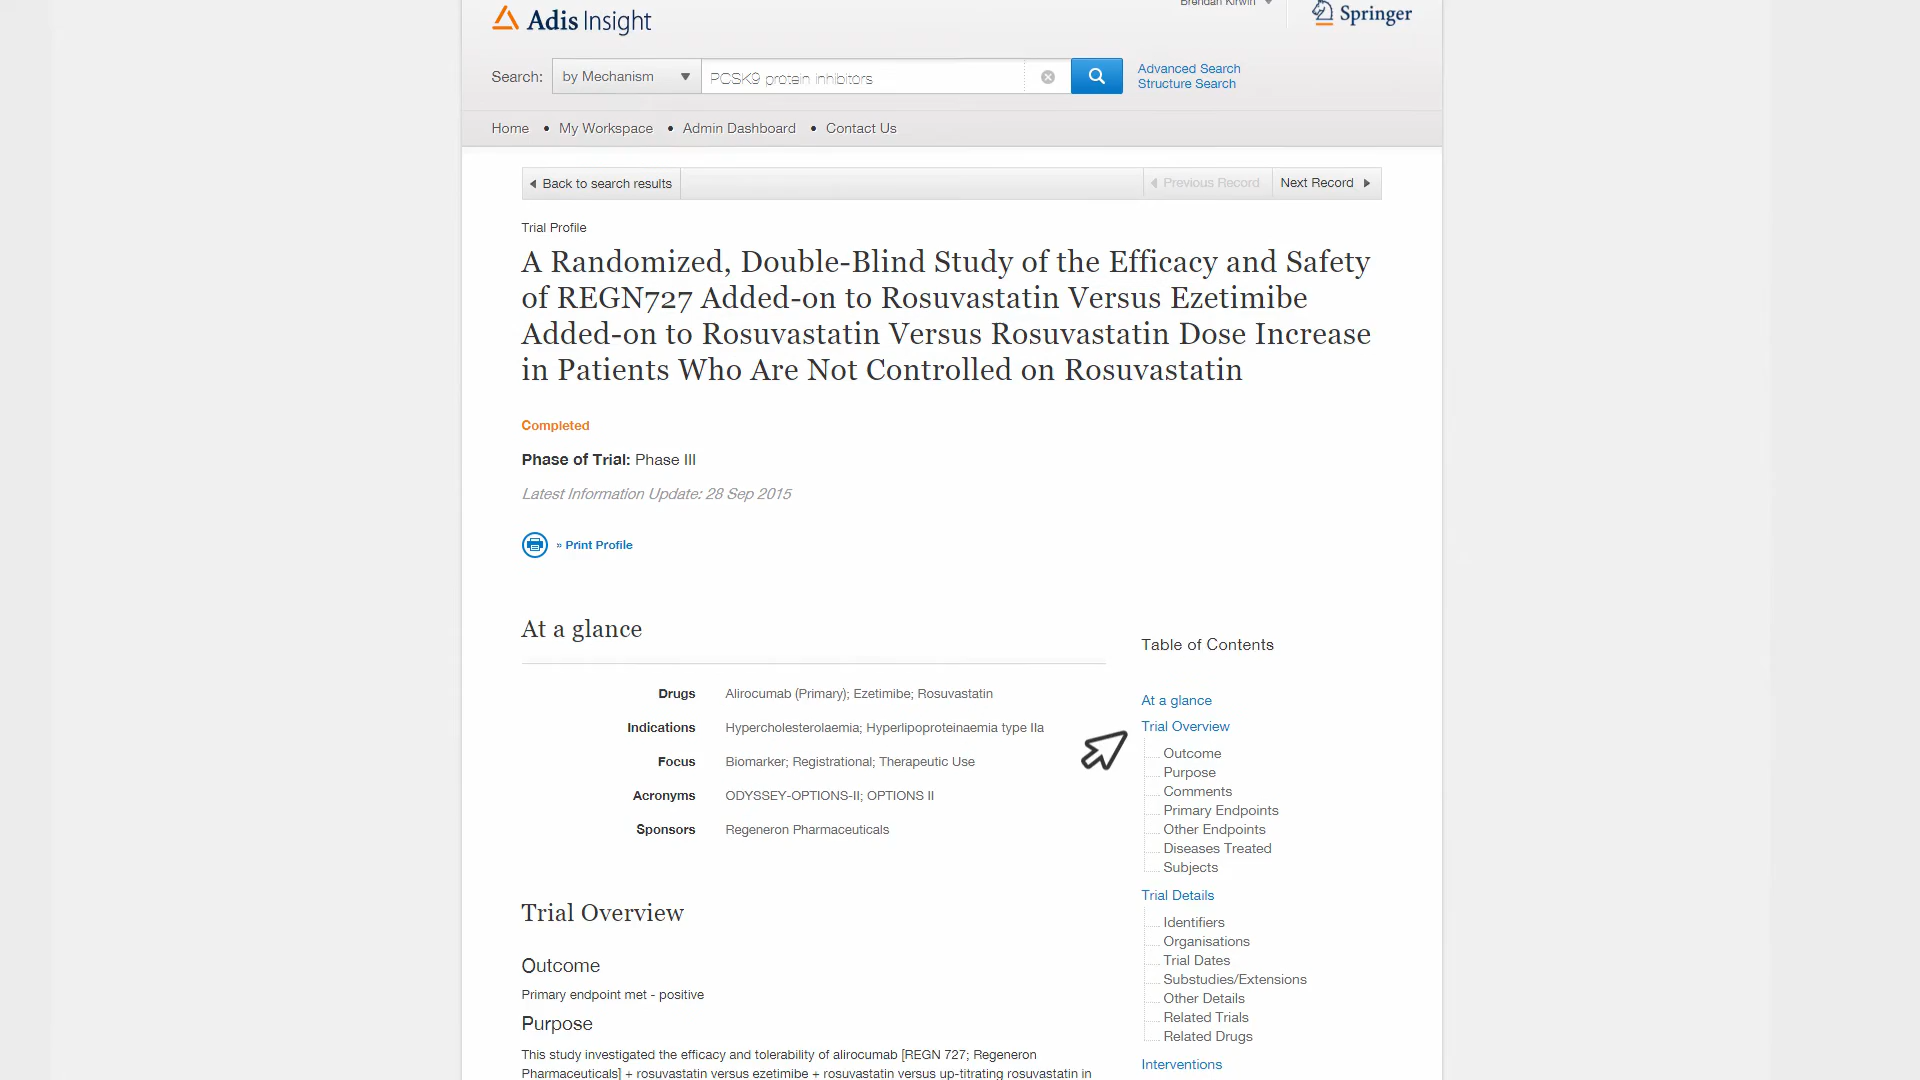 Brendan Kirwin
Adis Insight
Springer
Search: by Mechanism PCSK9 protein inhibitors
Advanced Search
Structure Search
Home • My Workspace • Admin Dashboard • Contact Us
Back to search results
Previous Record
Next Record
Trial Profile
A Randomized, Double-Blind Study of the Efficacy and Safety
of REGN727 Added-on to Rosuvastatin Versus Ezetimibe
Added-on to Rosuvastatin Versus Rosuvastatin Dose Increase
in Patients Who Are Not Controlled on Rosuvastatin
Completed
Phase of Trial: Phase III
Latest Information Update: 28 Sep 2015
» Print Profile
At a glance
Drugs Alirocumab (Primary); Ezetimibe; Rosuvastatin
Indications Hypercholesterolaemia; Hyperlipoproteinaemia type IIa
Focus Biomarker; Registrational; Therapeutic Use
Acronyms ODYSSEY-OPTIONS-II; OPTIONS II
Sponsors Regeneron Pharmaceuticals
Trial Overview
Outcome
Primary endpoint met - positive
Purpose
This study investigated the efficacy and tolerability of alirocumab [REGN 727; Regeneron
Pharmaceuticals] + rosuvastatin versus ezetimibe + rosuvastatin versus up-titrating rosuvastatin in
Table of Contents
At a glance
Trial Overview
Outcome
Purpose
Comments
Primary Endpoints
Other Endpoints
Diseases Treated
Subjects
Trial Details
Identifiers
Organisations
Trial Dates
Substudies/Extensions
Other Details
Related Trials
Related Drugs
Interventions